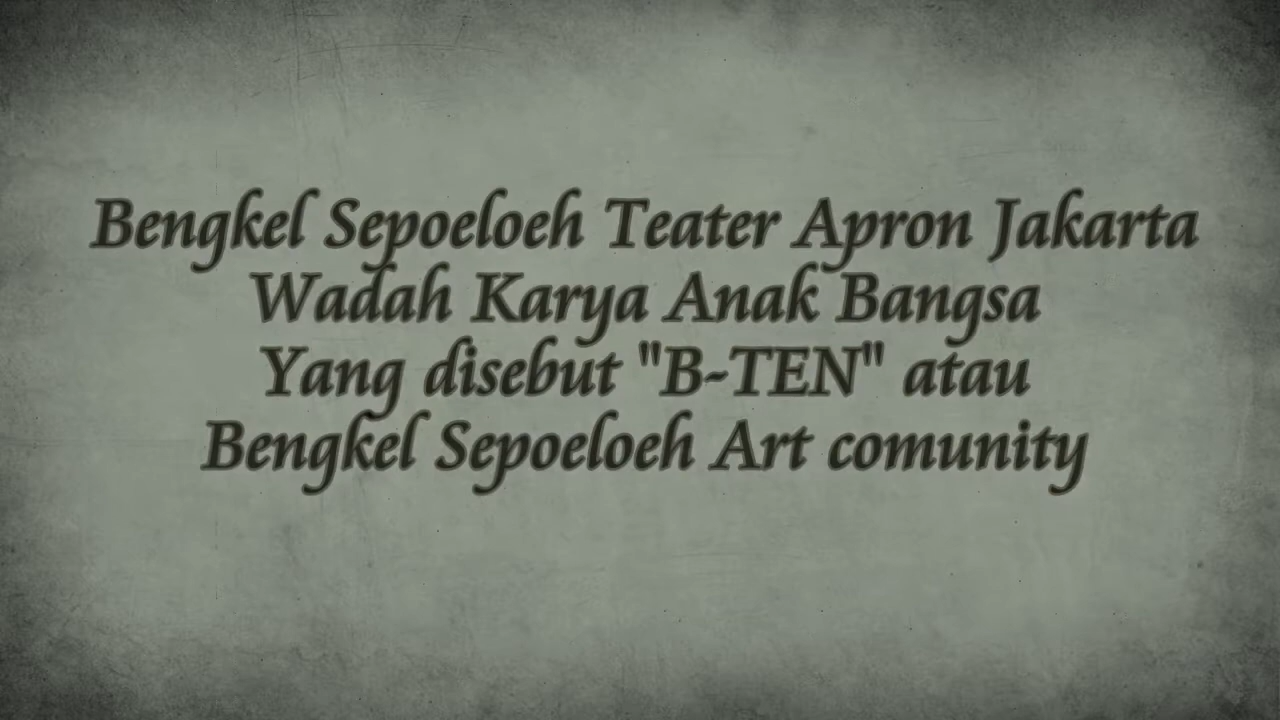 Bengkel Sepoeloeh Teater Apron Jakarta
Wadah Karya Anak Bangsa
Yang disebut "B-TEN" atau
Bengkel Sepoeloeh Art comunity